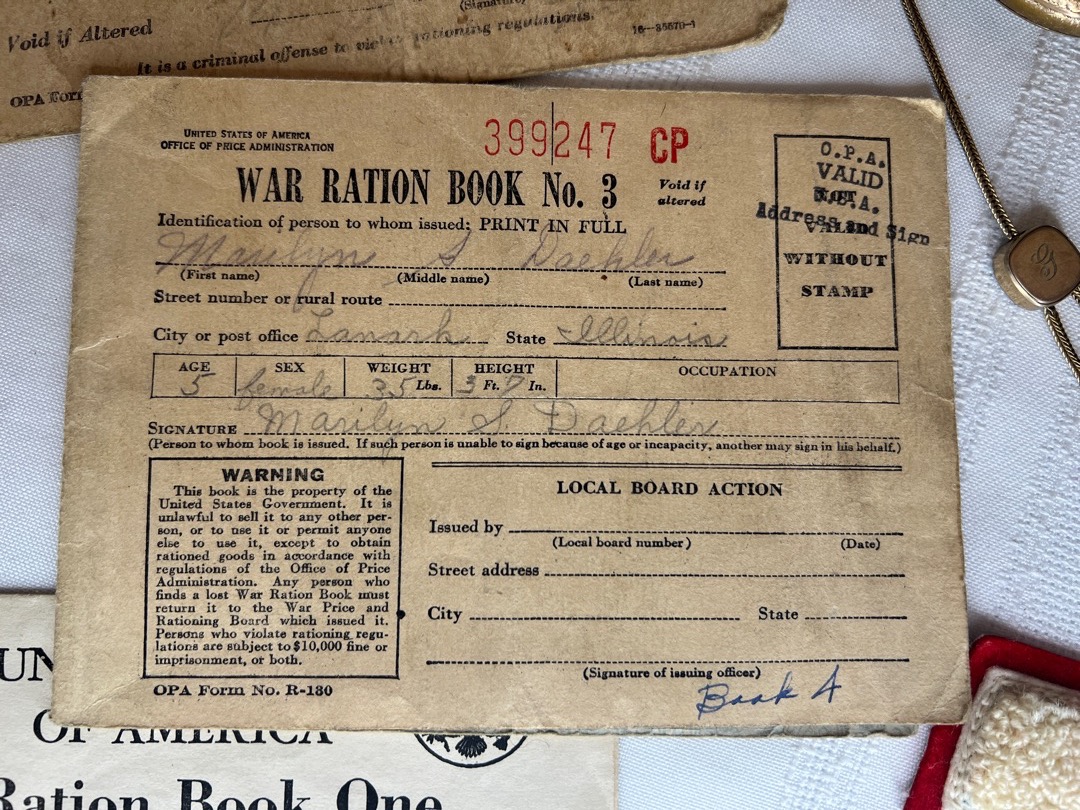 (Signature)
Void if Altered
It is a criminal offense to violate rationing regulations.
16—35570-1
OPA Form
UNITED STATES OF AMERICA
OFFICE OF PRICE ADMINISTRATION
399247 CP
WAR RATION BOOK No. 3
Void if
altered
Identification of person to whom issued: PRINT IN FULL
Marilyn S Daehler
(First name) (Middle name) (Last name)
Street number or rural route
City or post office Lanark State Illinois
AGE SEX WEIGHT HEIGHT OCCUPATION
5 female 35 Lbs. 3 Ft. 7 In.
SIGNATURE Marilyn S Daehler
(Person to whom book is issued. If such person is unable to sign because of age or incapacity, another may sign in his behalf.)
O.P.A.
VALID
NOT
O.P.A.
Address and Sign
VALID
WITHOUT
STAMP
WARNING
This book is the property of the
United States Government. It is
unlawful to sell it to any other per-
son, or to use it or permit anyone
else to use it, except to obtain
rationed goods in accordance with
regulations of the Office of Price
Administration. Any person who
finds a lost War Ration Book must
return it to the War Price and
Rationing Board which issued it.
Persons who violate rationing regu-
lations are subject to $10,000 fine or
imprisonment, or both.
OPA Form No. R-130
LOCAL BOARD ACTION
Issued by
(Local board number) (Date)
Street address
City State
(Signature of issuing officer)
Book 4
UN
OF AMERICA
Ration Book One